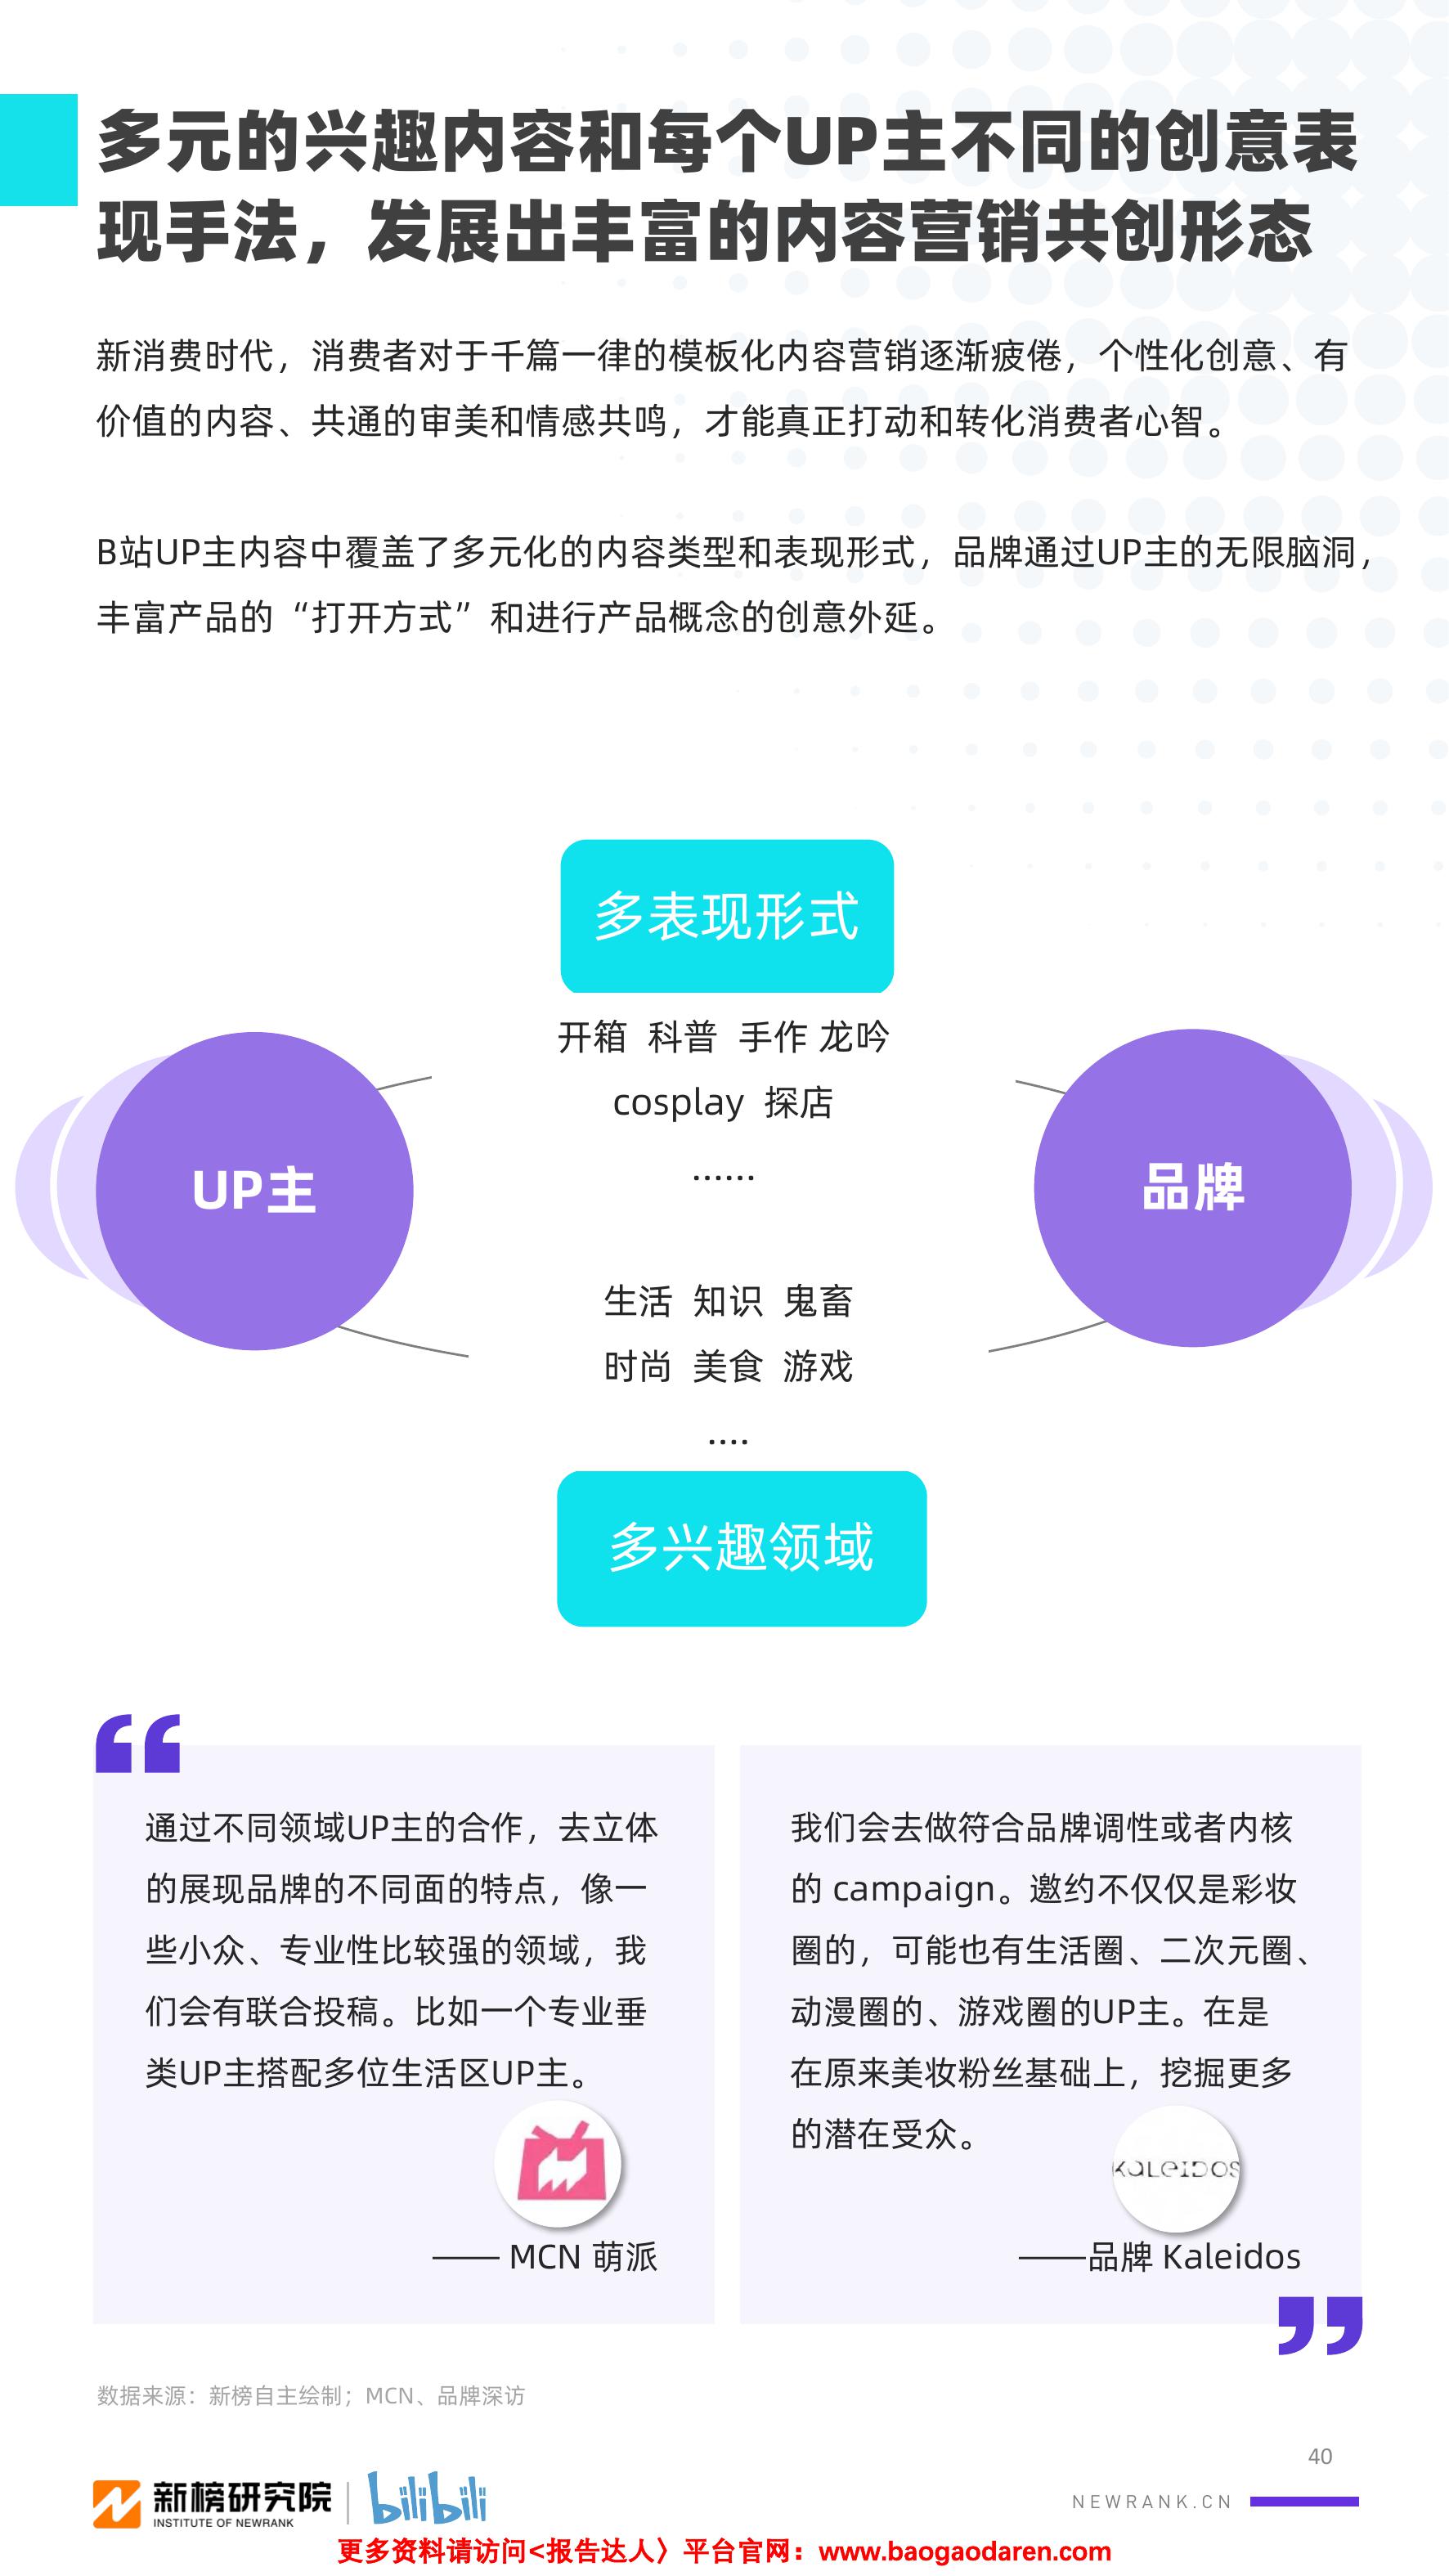 多元的兴趣内容和每个UP主不同的创意表
现手法，发展出丰富的内容营销共创形态
新消费时代，消费者对于千篇一律的模板化内容营销逐渐疲倦，个性化创意、有
价值的内容、共通的审美和情感共鸣，才能真正打动和转化消费者心智。
B站UP主内容中覆盖了多元化的内容类型和表现形式，品牌通过UP主的无限脑洞，
丰富产品的“打开方式”和进行产品概念的创意外延。
多表现形式
开箱 科普 手作 龙吟
cosplay 探店
......
UP主
品牌
生活 知识 鬼畜
时尚 美食 游戏
....
多兴趣领域
通过不同领域UP主的合作，去立体
的展现品牌的不同面的特点，像一
些小众、专业性比较强的领域，我
们会有联合投稿。比如一个专业垂
类UP主搭配多位生活区UP主。
—— MCN 萌派
我们会去做符合品牌调性或者内核
的 campaign。邀约不仅仅是彩妆
圈的，可能也有生活圈、二次元圈、
动漫圈的、游戏圈的UP主。在是
在原来美妆粉丝基础上，挖掘更多
的潜在受众。
KALEIDOS
——品牌 Kaleidos
数据来源：新榜自主绘制；MCN、品牌深访
40
新榜研究院
INSTITUTE OF NEWRANK
bilibili
NEWRANK.CN
更多资料请访问<报告达人〉平台官网：www.baogaodaren.com